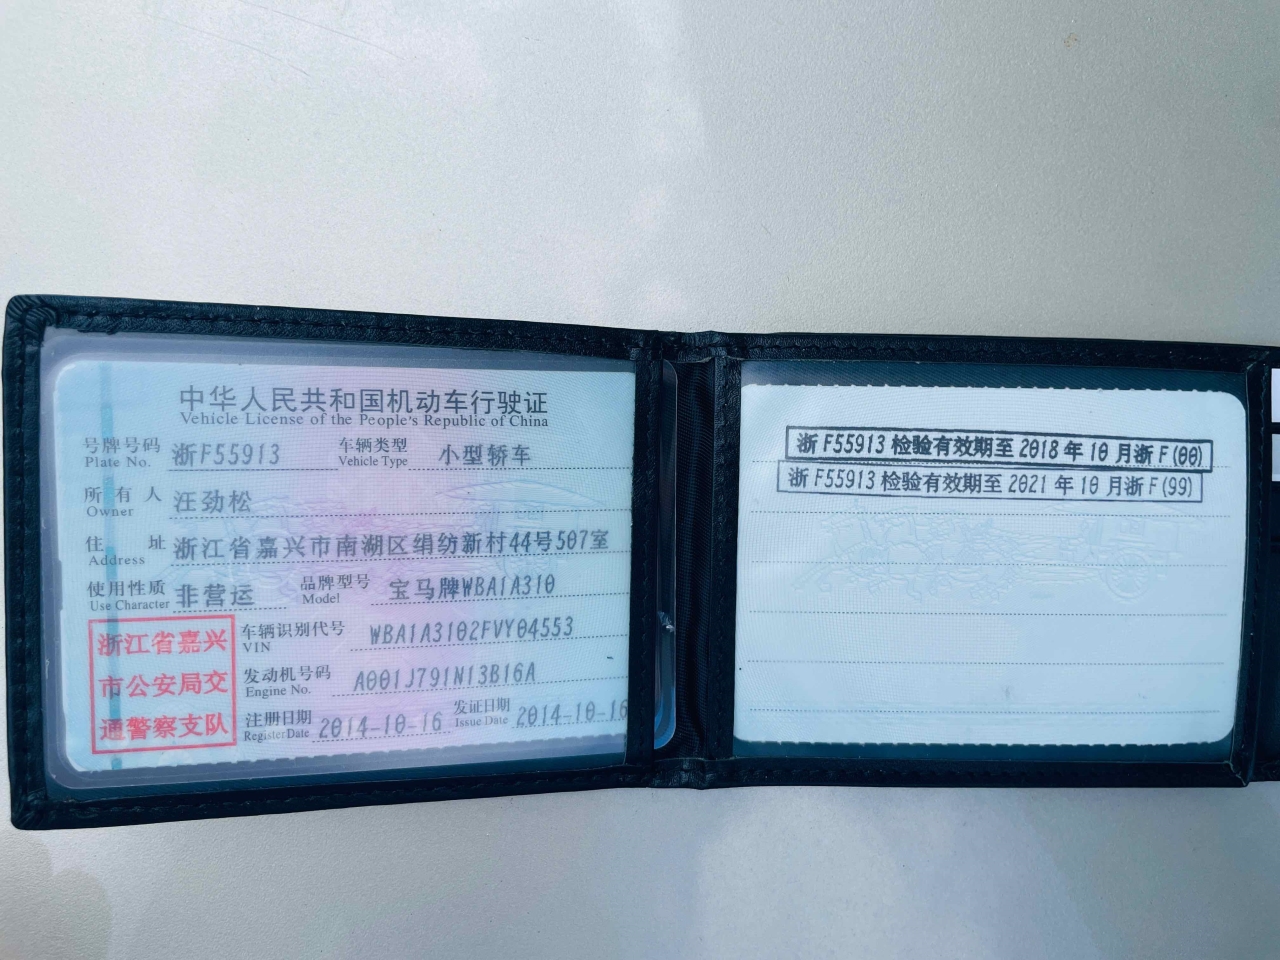 中华人民共和国机动车行驶证
Vehicle License of the People's Republic of China
号牌号码 浙F55913 车辆类型 小型轿车
Plate No. Vehicle Type
所有人 汪劲松
Owner
住址 浙江省嘉兴市南湖区绢纺新村44号507室
Address
使用性质 非营运 品牌型号 宝马牌WBA1A310
Use Character Model
浙江省嘉兴
市公安局交
通警察支队
车辆识别代号 WBA1A3102FVY04553
VIN
发动机号码 A001J791N13B16A
Engine No.
注册日期 2014-10-16 发证日期 2014-10-16
Register Date Issue Date
浙F55913检验有效期至2018年10月浙F(00)
浙F55913检验有效期至2021年10月浙F(99)